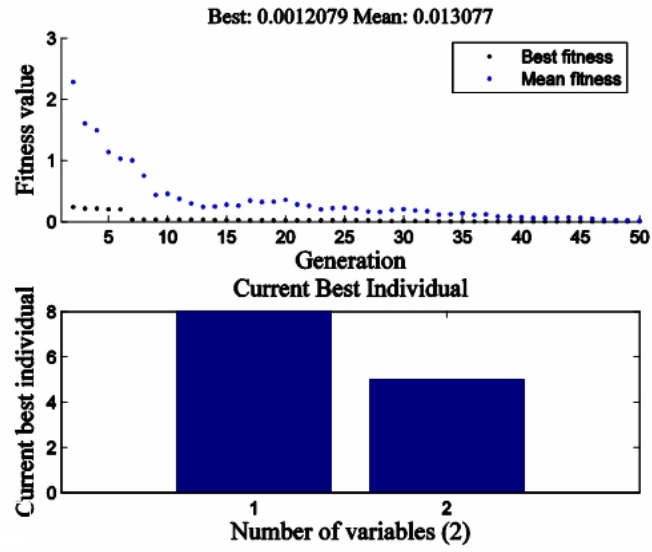 Best: 0.0012079 Mean: 0.013077
3
2
1
0
Fitness value
Best fitness
Mean fitness
5 10 15 20 25 30 35 40 45 50
Generation
Current Best Individual
8
6
4
2
0
Current best individual
1 2
Number of variables (2)